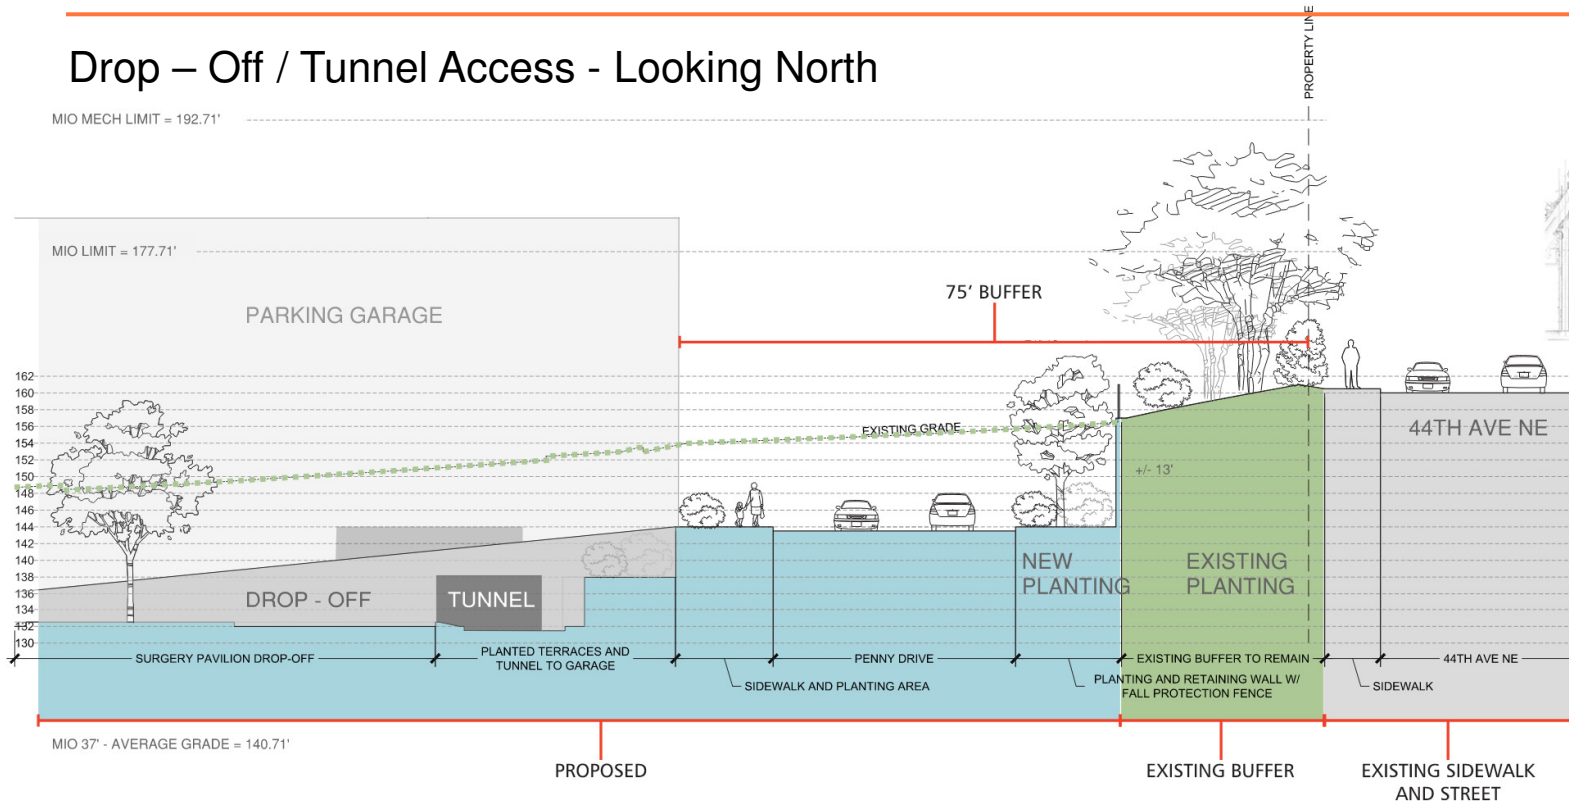 PROPERTY LINE
Drop – Off / Tunnel Access - Looking North
MIO MECH LIMIT = 192.71'
MIO LIMIT = 177.71'
75' BUFFER
PARKING GARAGE
162
160
158
156
154
152
150
148
146
144
142
140
138
136
134
132
130
EXISTING GRADE
44TH AVE NE
+/- 13'
NEW
PLANTING
EXISTING
PLANTING
DROP - OFF
TUNNEL
SURGERY PAVILION DROP-OFF
PLANTED TERRACES AND
TUNNEL TO GARAGE
PENNY DRIVE
EXISTING BUFFER TO REMAIN
44TH AVE NE
SIDEWALK AND PLANTING AREA
PLANTING AND RETAINING WALL W/
FALL PROTECTION FENCE
SIDEWALK
MIO 37' - AVERAGE GRADE = 140.71'
PROPOSED
EXISTING BUFFER
EXISTING SIDEWALK
AND STREET